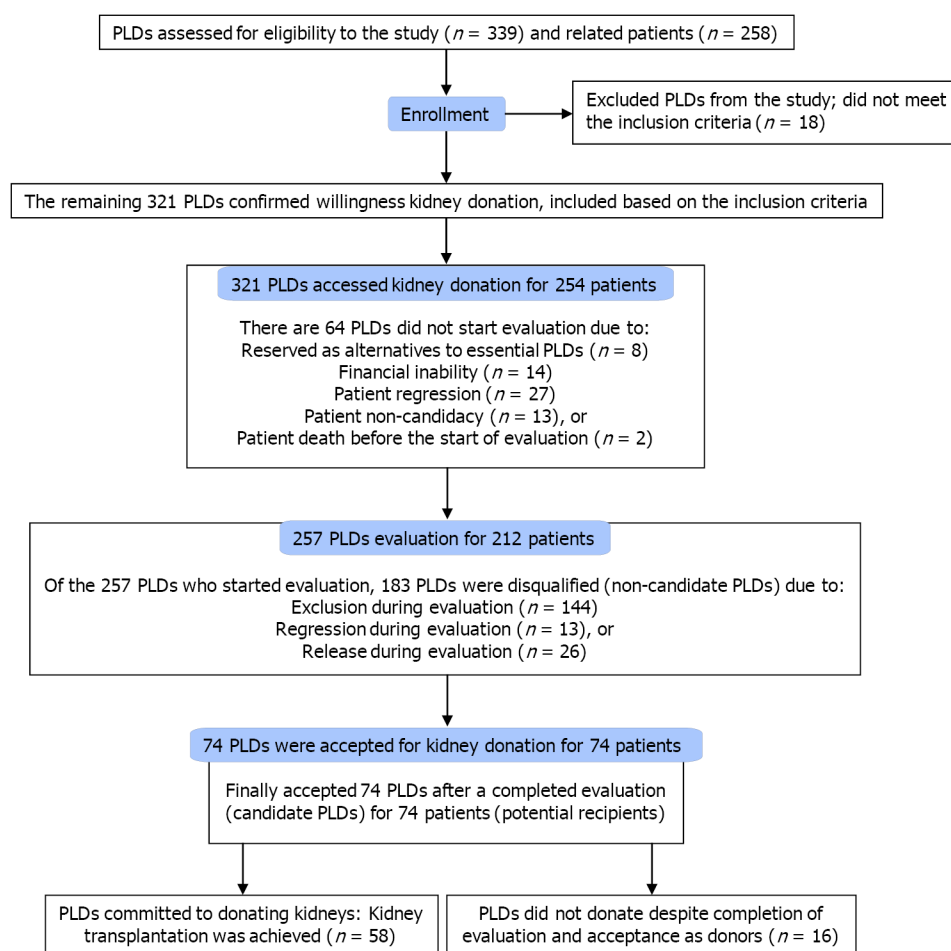 PLDs assessed for eligibility to the study (n = 339) and related patients (n = 258)
Enrollment
Excluded PLDs from the study; did not meet
the inclusion criteria (n = 18)
The remaining 321 PLDs confirmed willingness kidney donation, included based on the inclusion criteria
321 PLDs accessed kidney donation for 254 patients
There are 64 PLDs did not start evaluation due to:
Reserved as alternatives to essential PLDs (n = 8)
Financial inability (n = 14)
Patient regression (n = 27)
Patient non-candidacy (n = 13), or
Patient death before the start of evaluation (n = 2)
257 PLDs evaluation for 212 patients
Of the 257 PLDs who started evaluation, 183 PLDs were disqualified (non-candidate PLDs) due to:
Exclusion during evaluation (n = 144)
Regression during evaluation (n = 13), or
Release during evaluation (n = 26)
74 PLDs were accepted for kidney donation for 74 patients
Finally accepted 74 PLDs after a completed evaluation
(candidate PLDs) for 74 patients (potential recipients)
PLDs committed to donating kidneys: Kidney
transplantation was achieved (n = 58)
PLDs did not donate despite completion of
evaluation and acceptance as donors (n = 16)